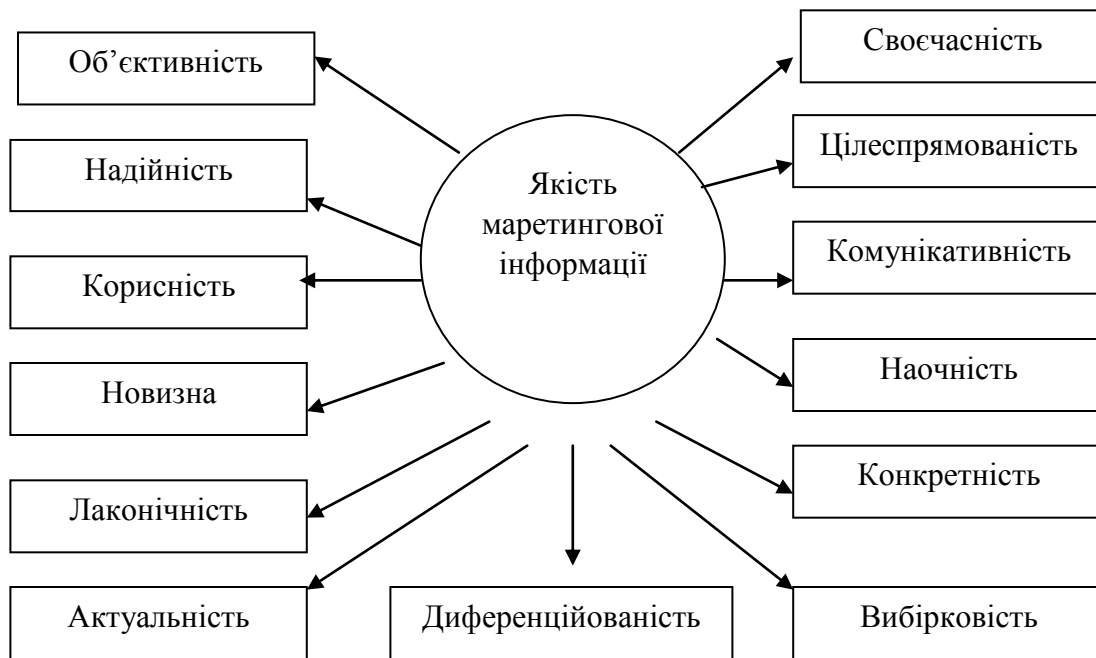 Об’єктивність
Своєчасність
Надійність
Цілеспрямованість
Якість
маретингової
інформації
Корисність
Комунікативність
Новизна
Наочність
Лаконічність
Конкретність
Актуальність
Диференційованість
Вибірковість